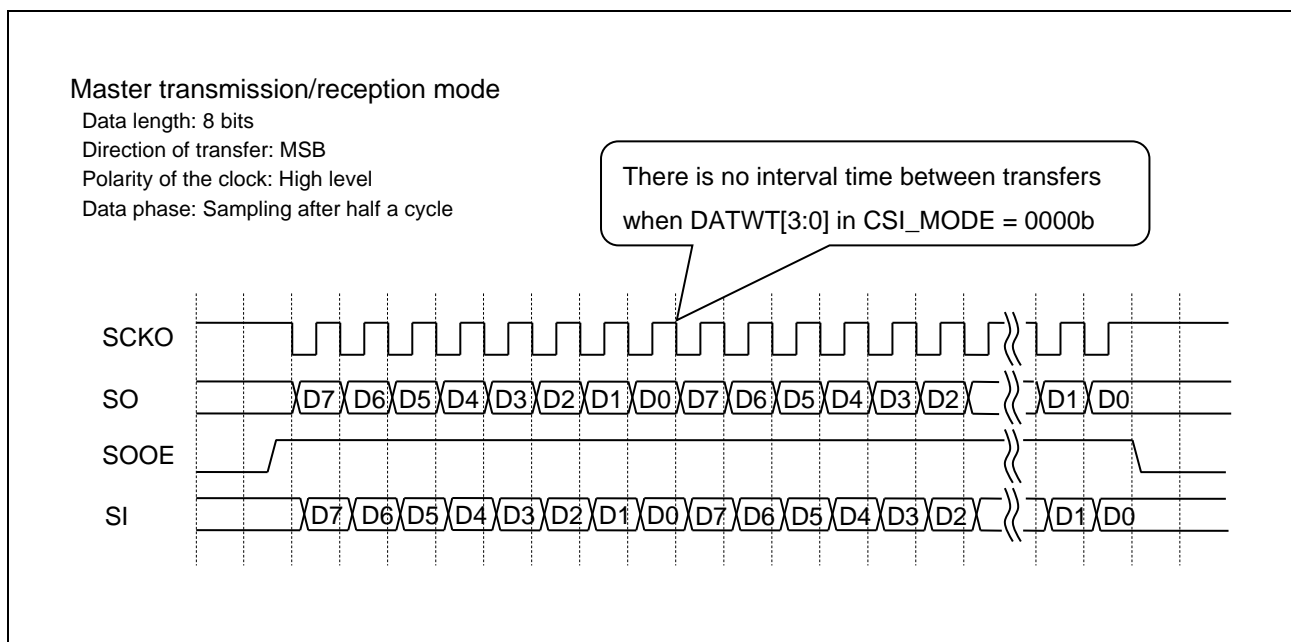 Master transmission/reception mode
Data length: 8 bits
Direction of transfer: MSB
Polarity of the clock: High level
Data phase: Sampling after half a cycle
There is no interval time between transfers
when DATWT[3:0] in CSI_MODE = 0000b
SCKO
SO D7 D6 D5 D4 D3 D2 D1 D0 D7 D6 D5 D4 D3 D2 D1 D0
SOOE
SI D7 D6 D5 D4 D3 D2 D1 D0 D7 D6 D5 D4 D3 D2 D1 D0